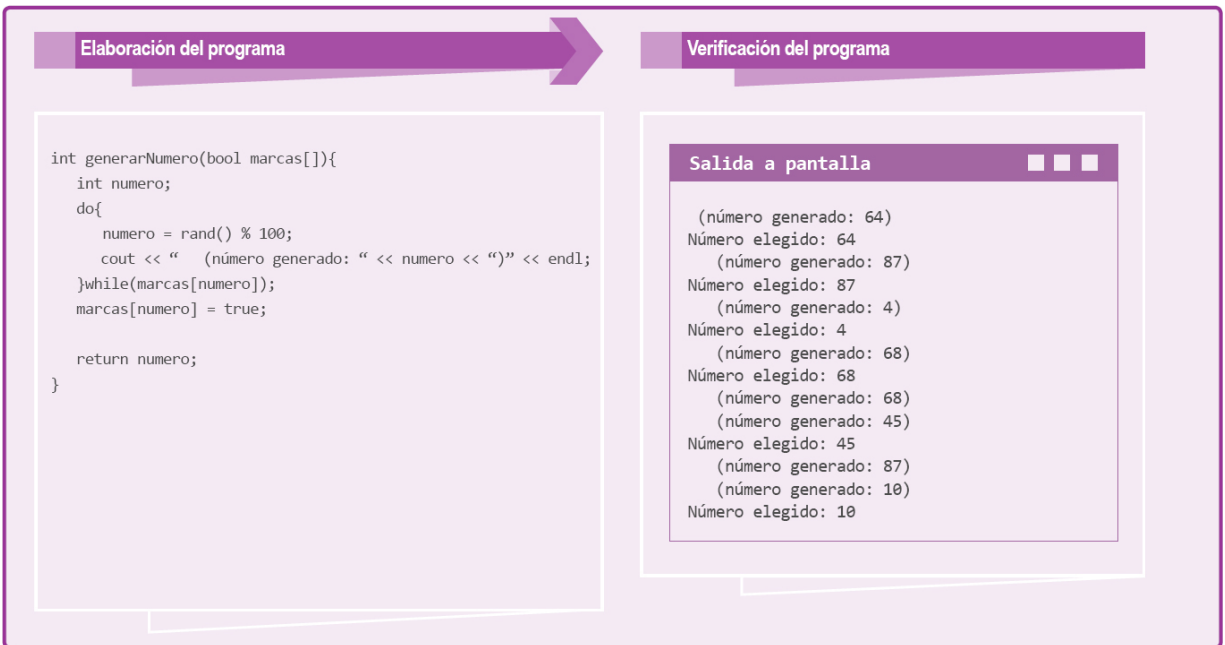 Elaboración del programa
int generarNumero(bool marcas[]){
int numero;
do{
numero = rand() % 100;
cout << “   (número generado: “ << numero << “)” << endl;
}while(marcas[numero]);
marcas[numero] = true;
return numero;
}
Verificación del programa
Salida a pantalla
(número generado: 64)
Número elegido: 64
(número generado: 87)
Número elegido: 87
(número generado: 4)
Número elegido: 4
(número generado: 68)
Número elegido: 68
(número generado: 68)
(número generado: 45)
Número elegido: 45
(número generado: 87)
(número generado: 10)
Número elegido: 10